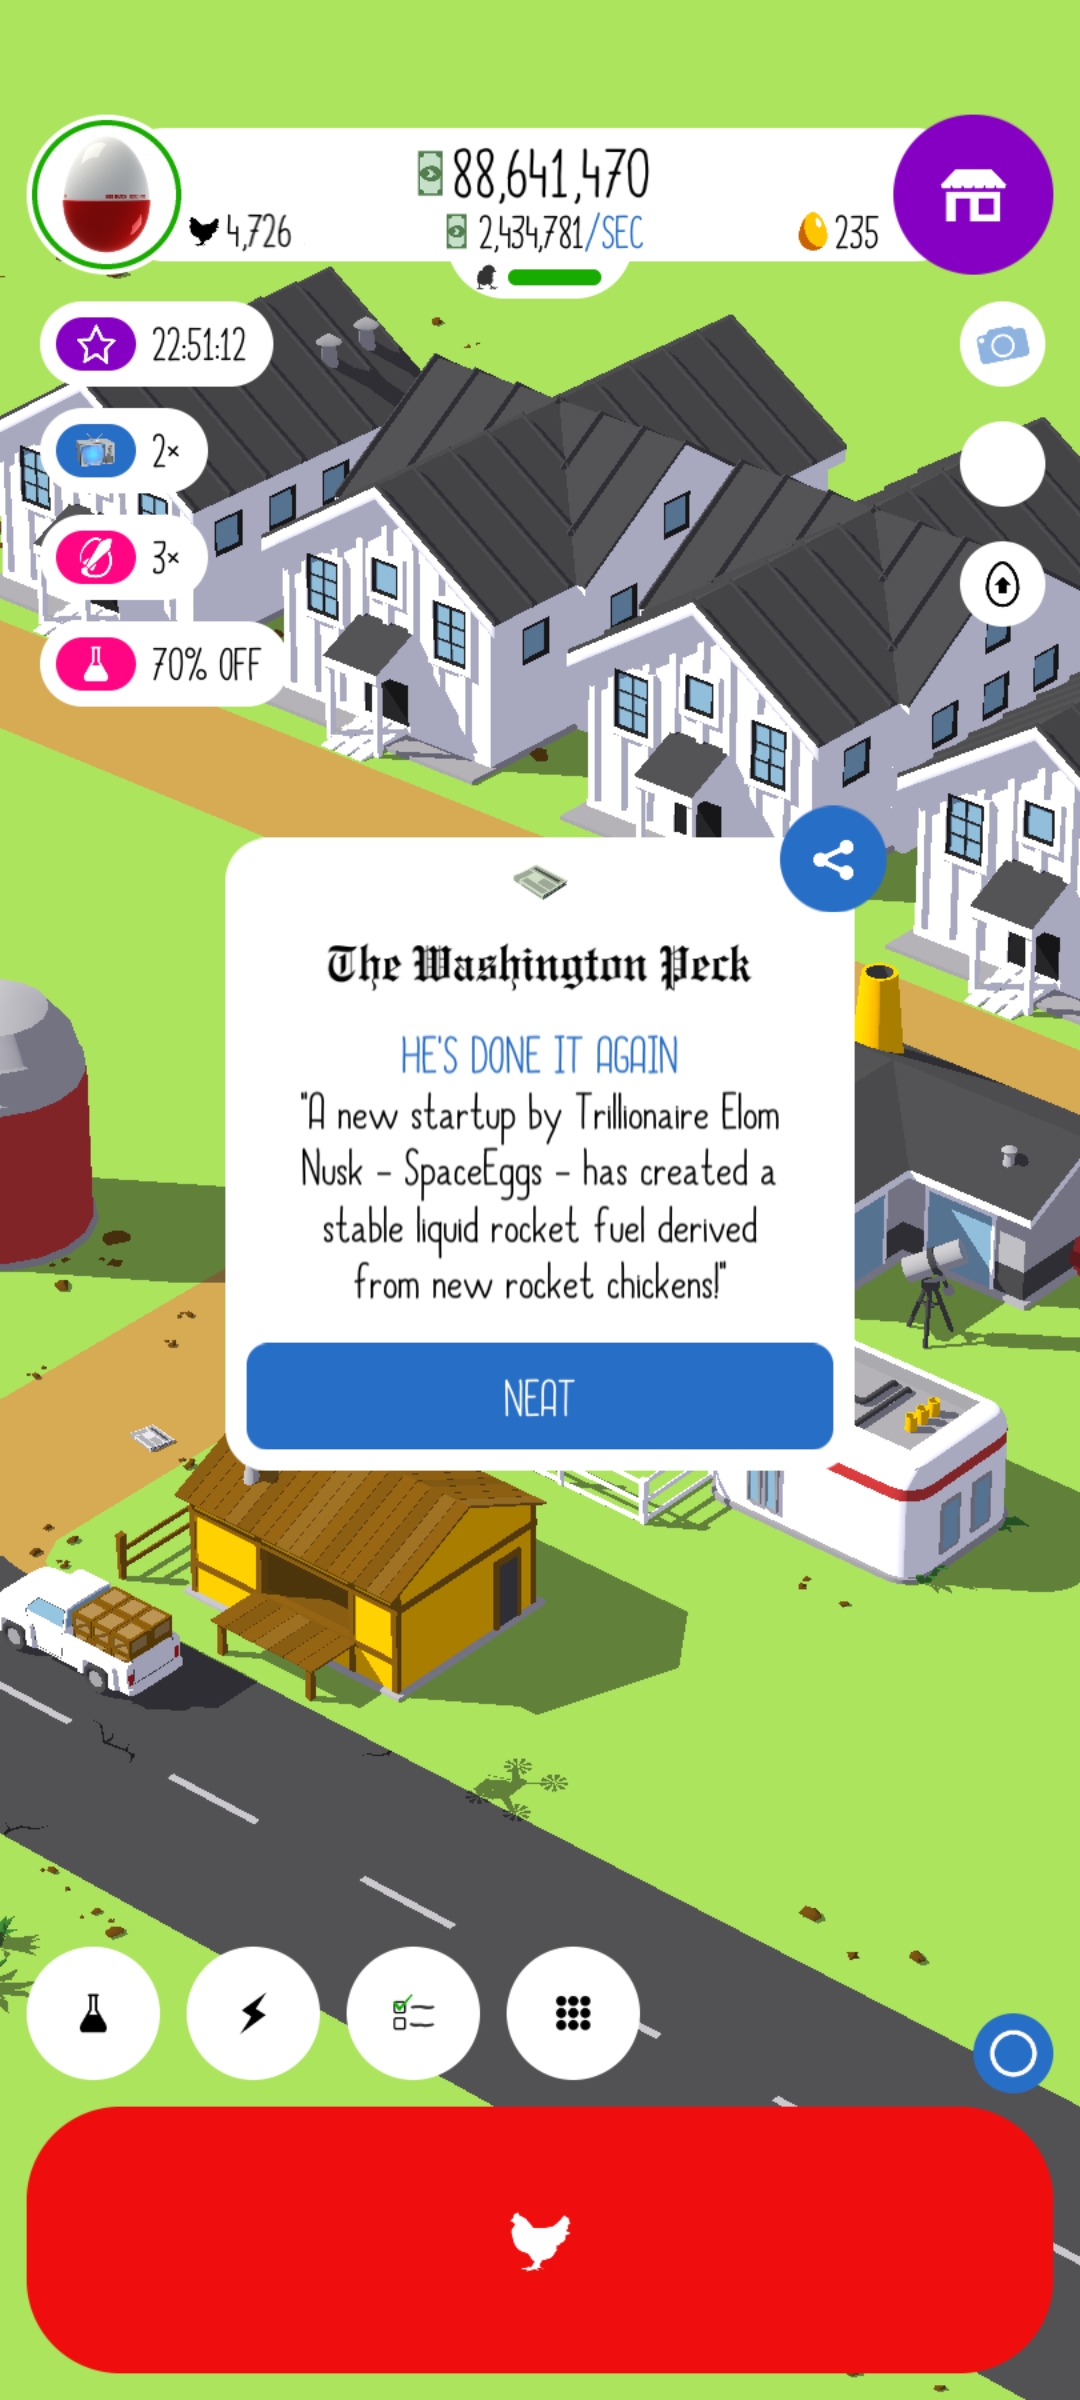 88,641,470
4,726
2,434,781/SEC
235
22:51:12
2×
3×
70% OFF
The Washington Peck
HE'S DONE IT AGAIN
"A new startup by Trillionaire Elom
Nusk - SpaceEggs - has created a
stable liquid rocket fuel derived
from new rocket chickens!"
NEAT